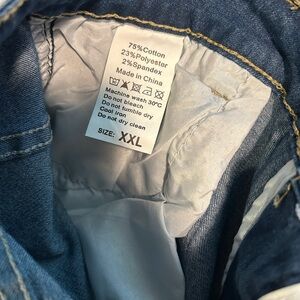 75%Cotton
23%Polyester
2%Spandex
Made in China
Machine wash 30°C
Do not bleach
Do not tumble dry
Cool iron
Do not dry clean
SIZE: XXL